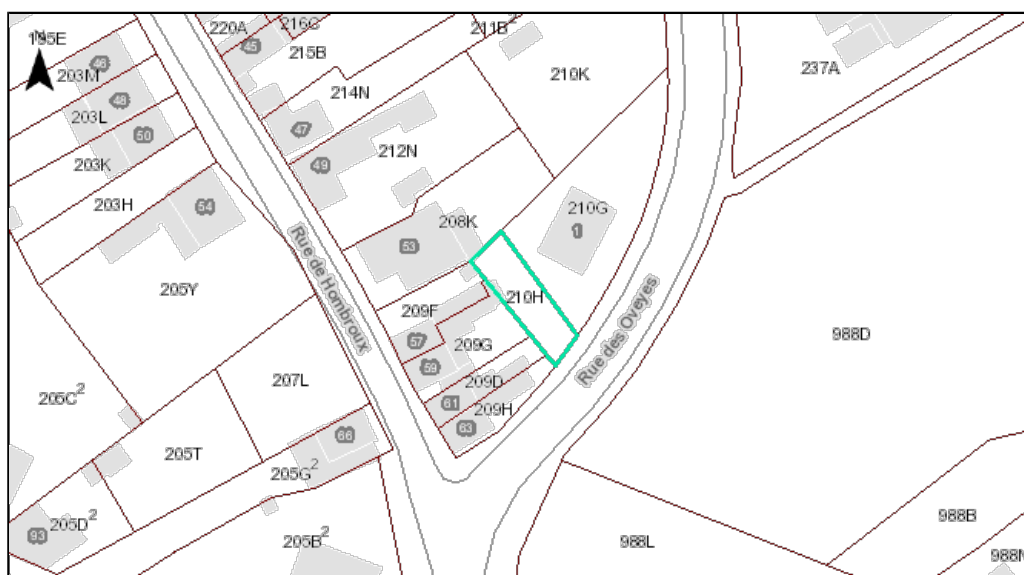 220A
216G
211B²
195E
N
45
215B
46
203M
210K
237A
214N
48
203L
47
50
212N
49
203K
203H
54
208K
210G
1
53
Rue de Hombroux
205Y
210H
209F
Rue des Oveyes
988D
57
209G
59
207L
209D
205C²
61
209H
63
66
205T
205G²
988B
205D²
93
205B²
988L